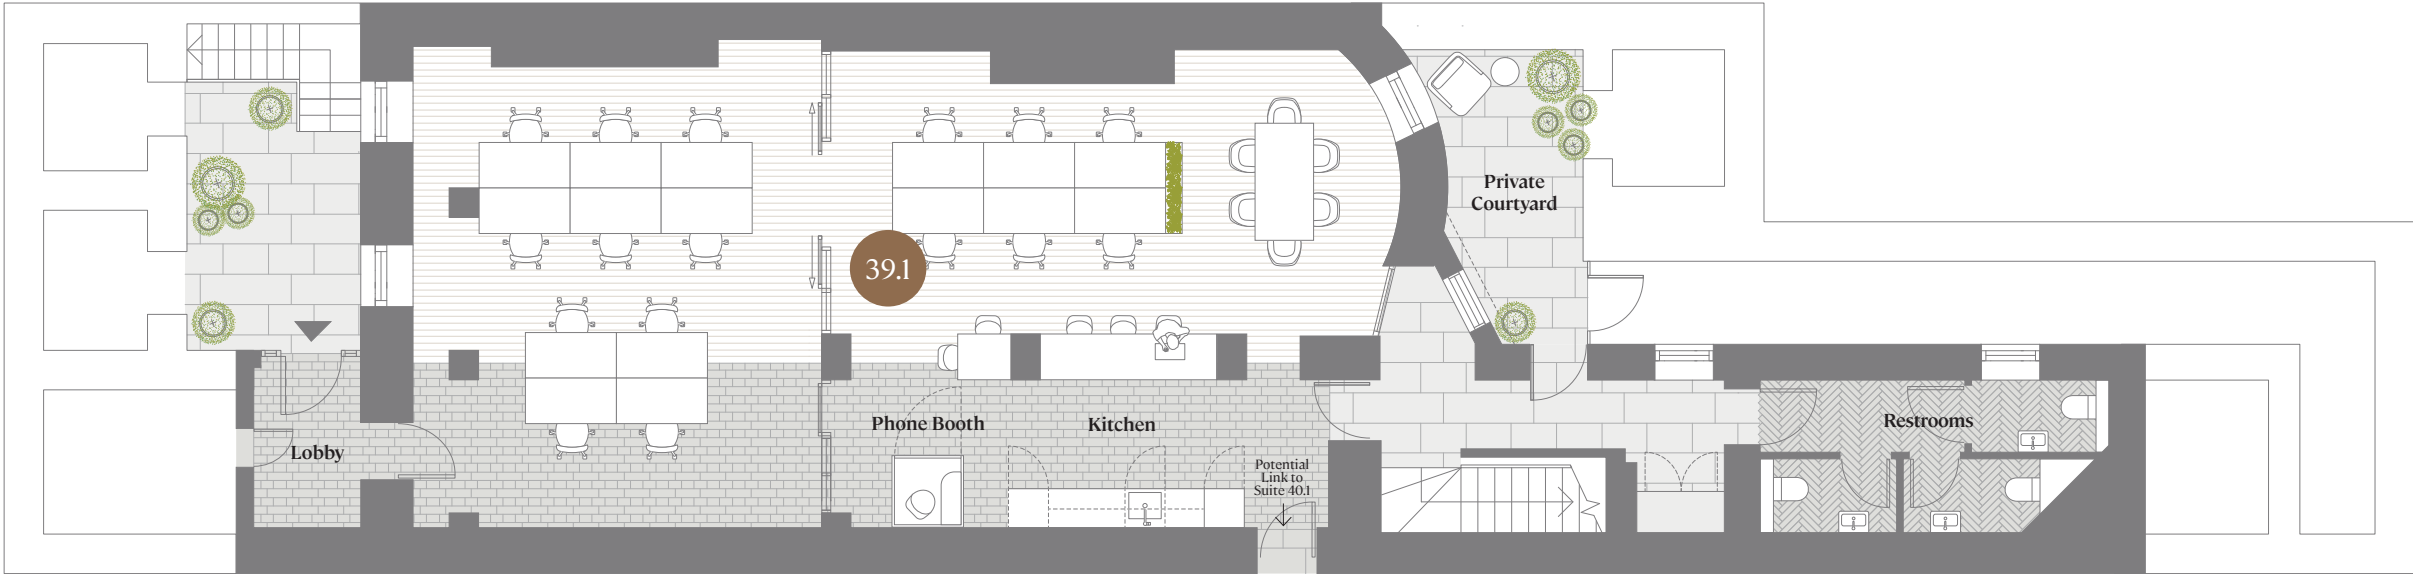 Private
Courtyard
39.1
Phone Booth
Kitchen
Restrooms
Lobby
Potential
Link to
Suite 40.1